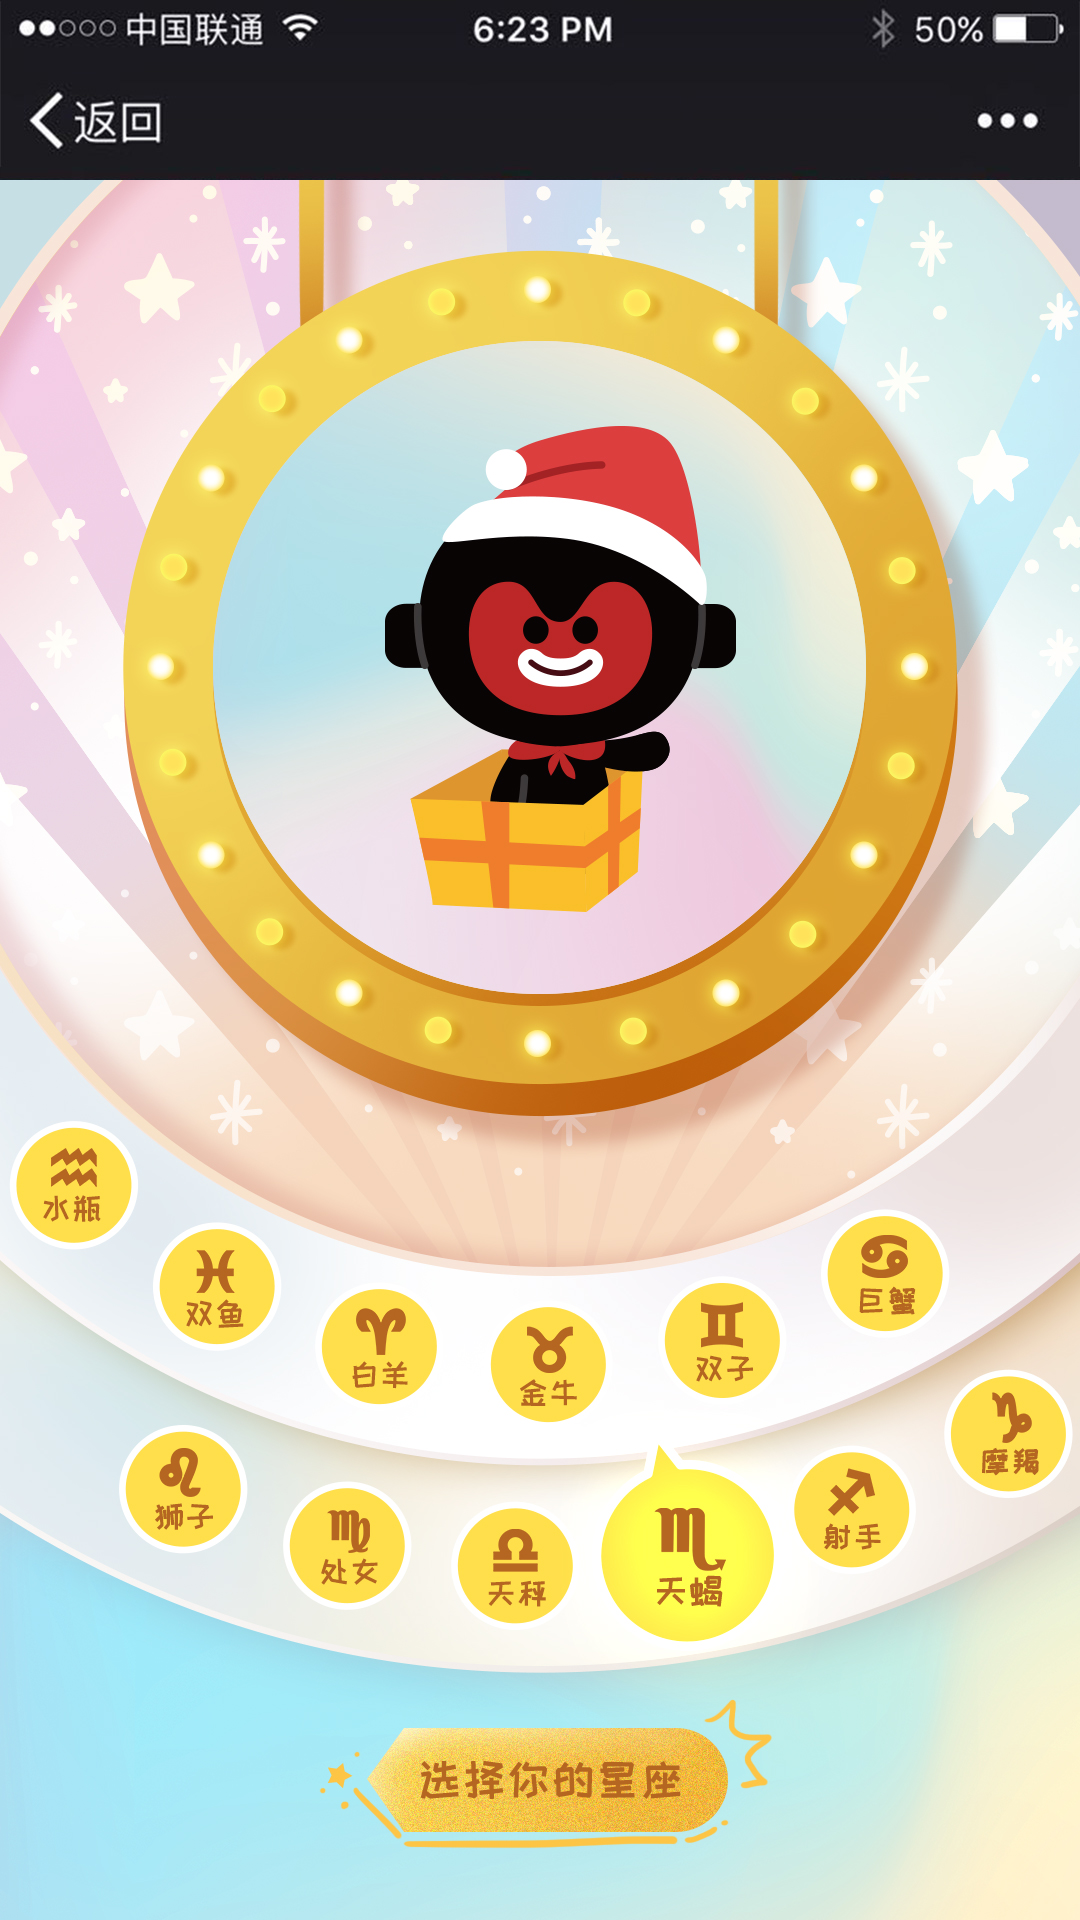 中国联通 6:23 PM 50%
返回
水瓶
双鱼
白羊
金牛
双子
巨蟹
狮子
处女
天秤
天蝎
射手
摩羯
选择你的星座